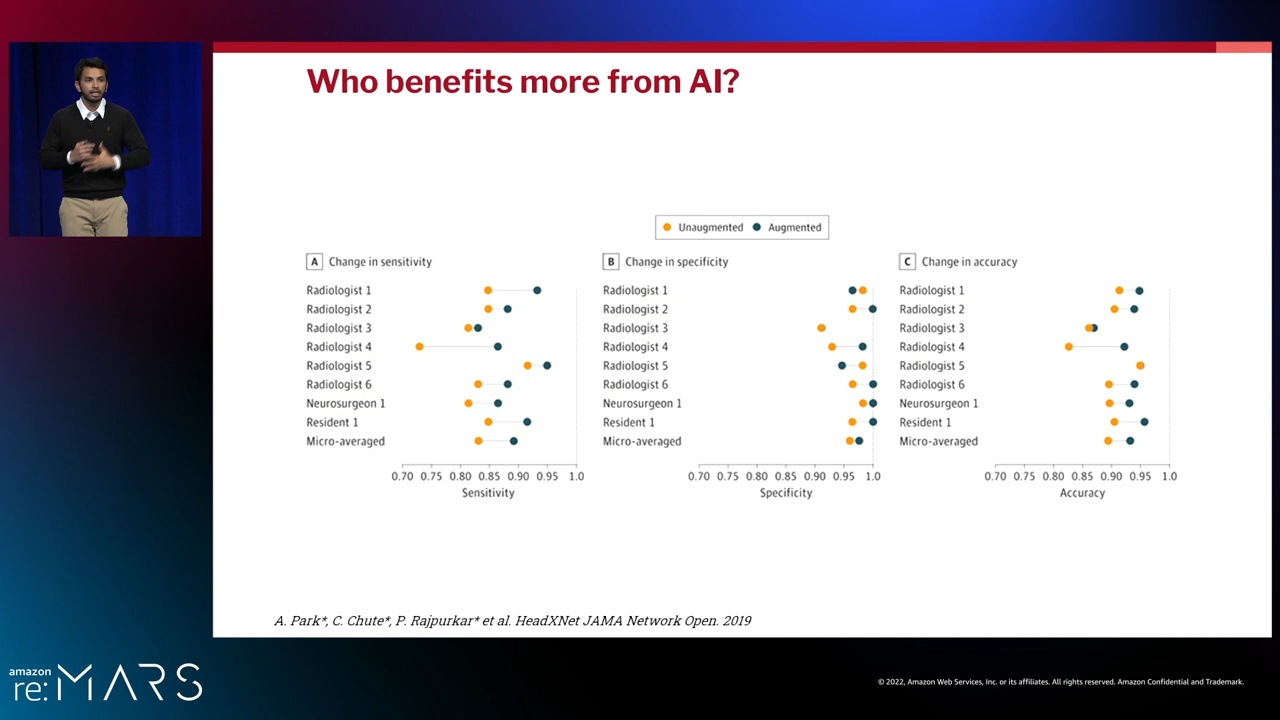 Who benefits more from AI?
Unaugmented Augmented
A Change in sensitivity
Radiologist 1
Radiologist 2
Radiologist 3
Radiologist 4
Radiologist 5
Radiologist 6
Neurosurgeon 1
Resident 1
Micro-averaged
0.70 0.75 0.80 0.85 0.90 0.95 1.0
Sensitivity
B Change in specificity
Radiologist 1
Radiologist 2
Radiologist 3
Radiologist 4
Radiologist 5
Radiologist 6
Neurosurgeon 1
Resident 1
Micro-averaged
0.70 0.75 0.80 0.85 0.90 0.95 1.0
Specificity
C Change in accuracy
Radiologist 1
Radiologist 2
Radiologist 3
Radiologist 4
Radiologist 5
Radiologist 6
Neurosurgeon 1
Resident 1
Micro-averaged
0.70 0.75 0.80 0.85 0.90 0.95 1.0
Accuracy
A. Park*, C. Chute*, P. Rajpurkar* et al. HeadXNet JAMA Network Open. 2019
amazon
re:MARS
© 2022, Amazon Web Services, Inc. or its affiliates. All rights reserved. Amazon Confidential and Trademark.